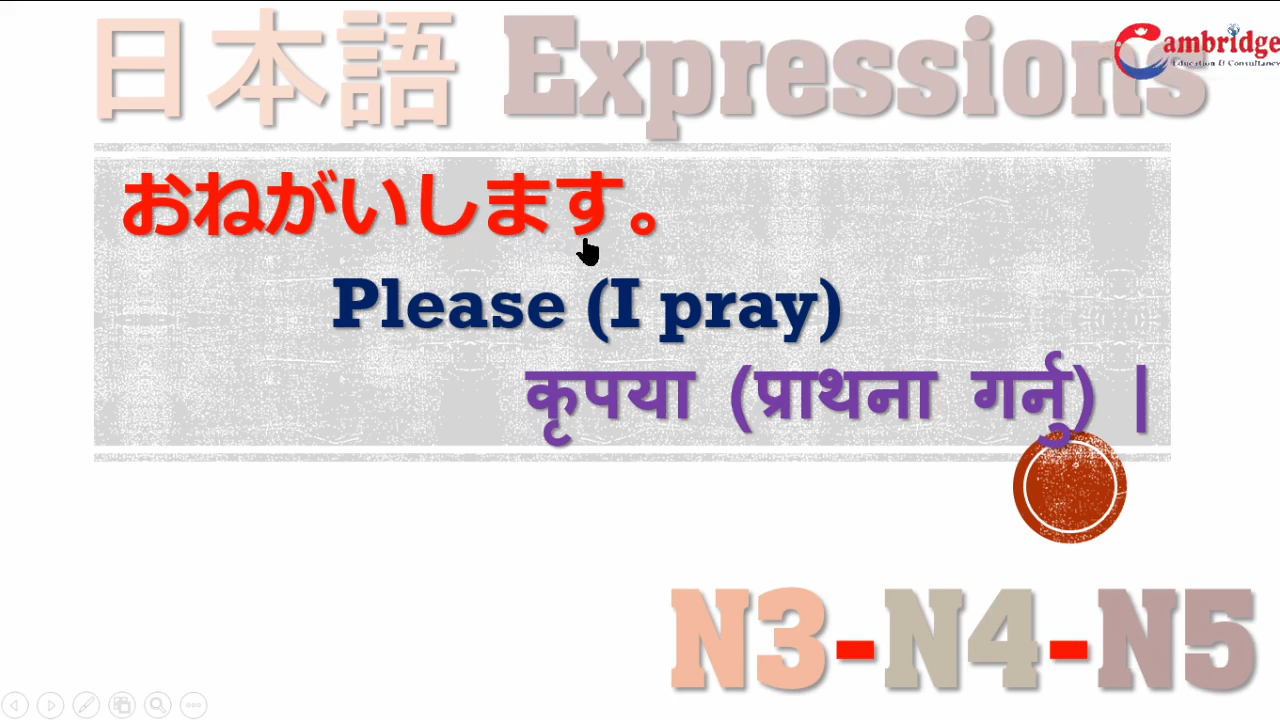 日本語 Expressions
Cambridge
Education & Consultancy
おねがいします。
Please (I pray)
कृपया (प्राथना गर्नु) |
N3-N4-N5